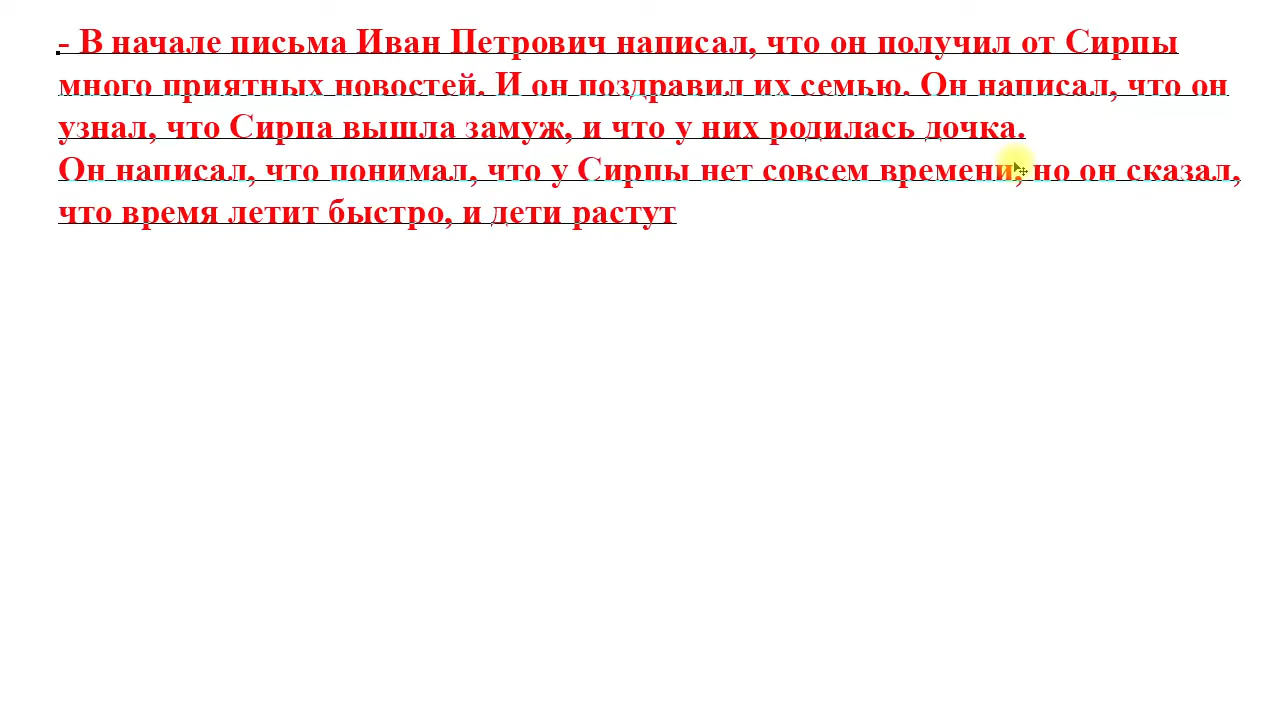 - В начале письма Иван Петрович написал, что он получил от Сирпы
много приятных новостей. И он поздравил их семью. Он написал, что он
узнал, что Сирпа вышла замуж, и что у них родилась дочка.
Он написал, что понимал, что у Сирпы нет совсем времени, но он сказал,
что время летит быстро, и дети растут